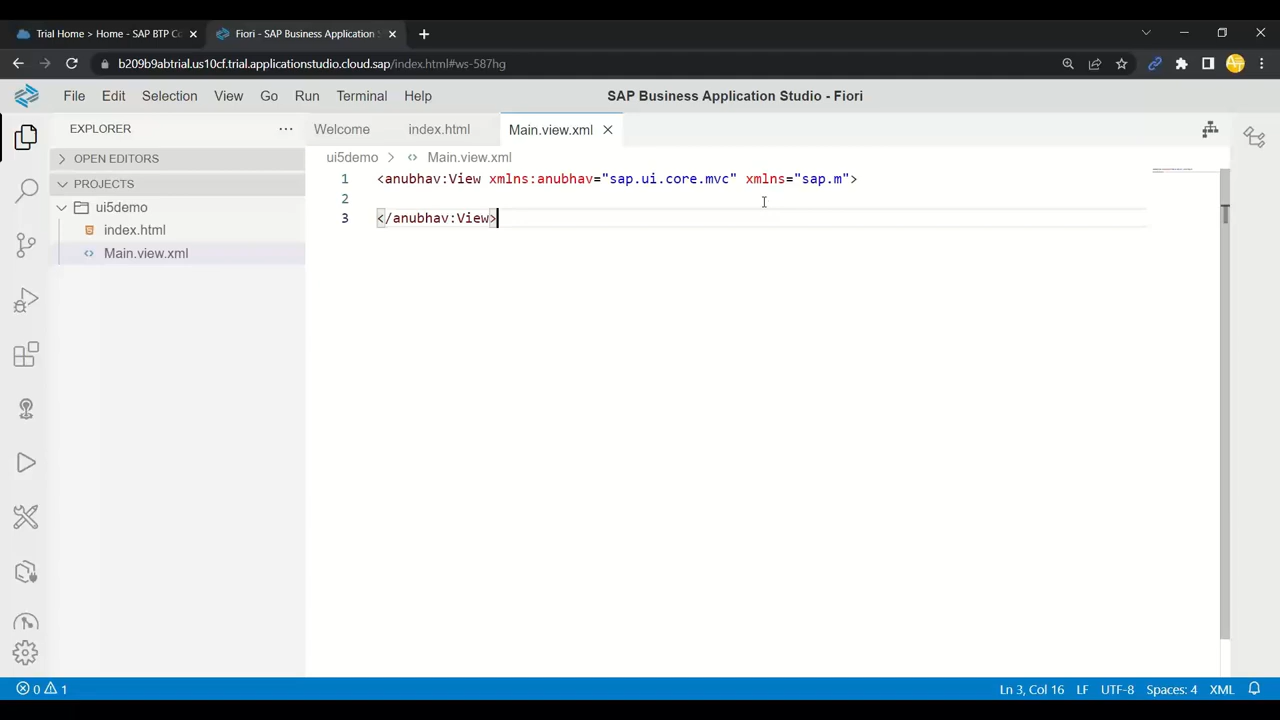 Trial Home > Home - SAP BTP Co
Fiori - SAP Business Application
b209b9abtrial.us10cf.trial.applicationstudio.cloud.sap/index.html#ws-587hg
File Edit Selection View Go Run Terminal Help
SAP Business Application Studio - Fiori
EXPLORER
Welcome
index.html
Main.view.xml
OPEN EDITORS
ui5demo > Main.view.xml
PROJECTS
ui5demo
index.html
Main.view.xml
1 <anubhav:View xmlns:anubhav="sap.ui.core.mvc" xmlns="sap.m">
2
3 </anubhav:View>
0 1
Ln 3, Col 16 LF UTF-8 Spaces: 4 XML